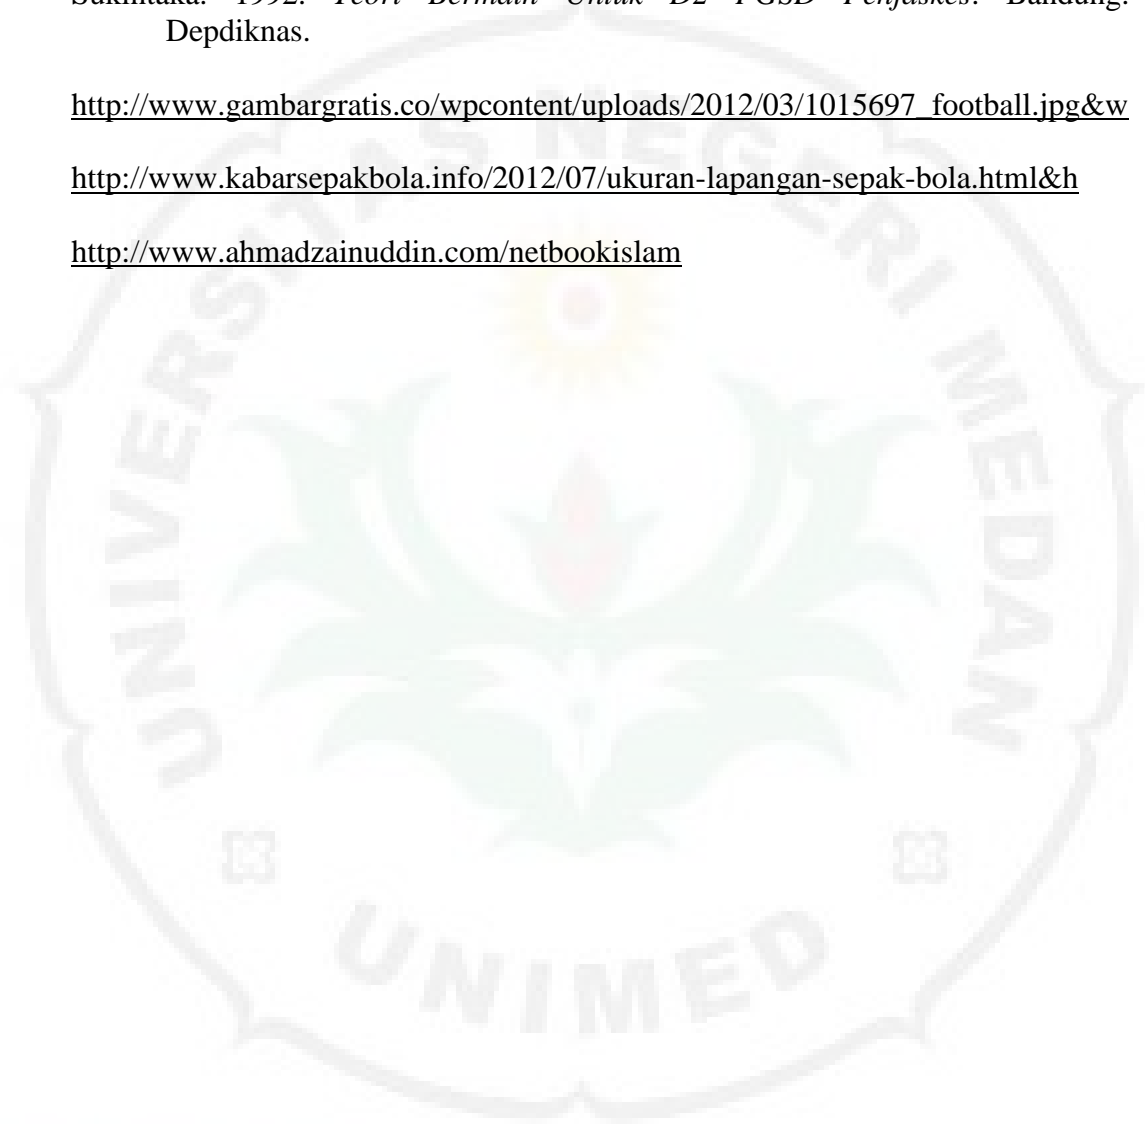 Sukintaka. 1992. Teori Bermain Untuk D2 PGSD Penjaskes. Bandung:
Depdiknas.
http://www.gambargratis.co/wpcontent/uploads/2012/03/1015697_football.jpg&w
http://www.kabarsepakbola.info/2012/07/ukuran-lapangan-sepak-bola.html&h
http://www.ahmadzainuddin.com/netbookislam
UNIVERSITAS NEGERI MEDAN
UNIMED